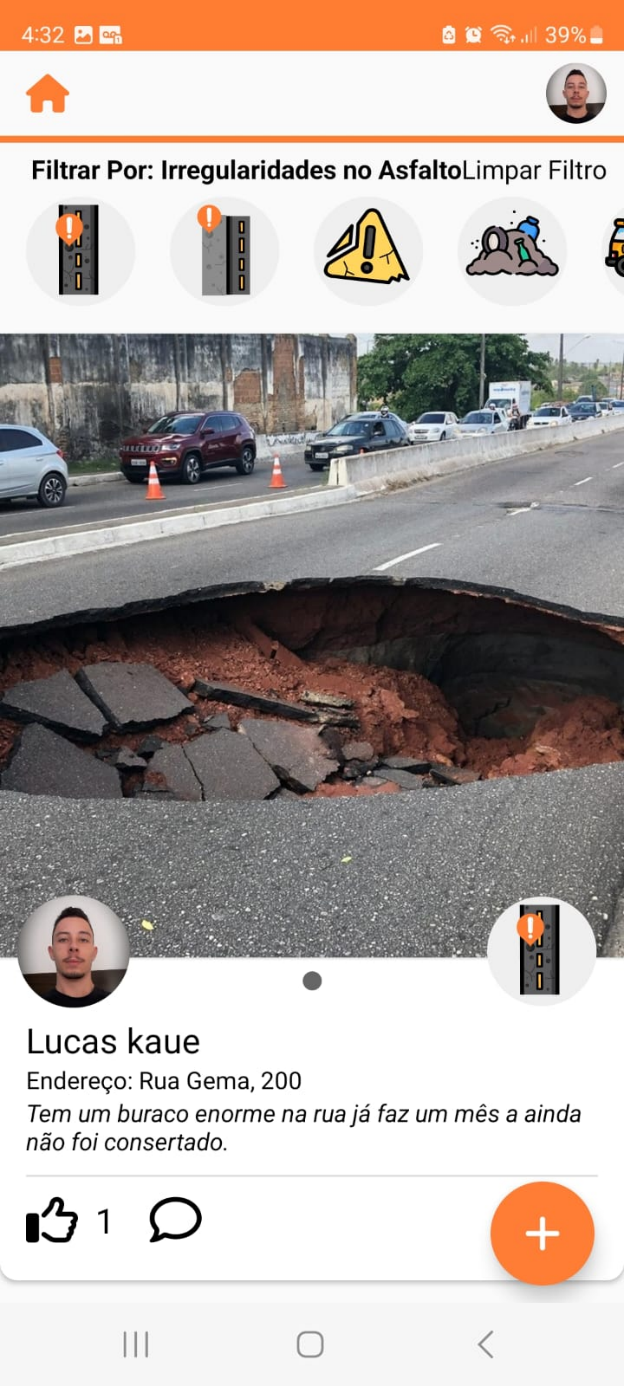 4:32 39%
Filtrar Por: Irregularidades no AsfaltoLimpar Filtro
Lucas kaue
Endereço: Rua Gema, 200
Tem um buraco enorme na rua já faz um mês a ainda
não foi consertado.
1